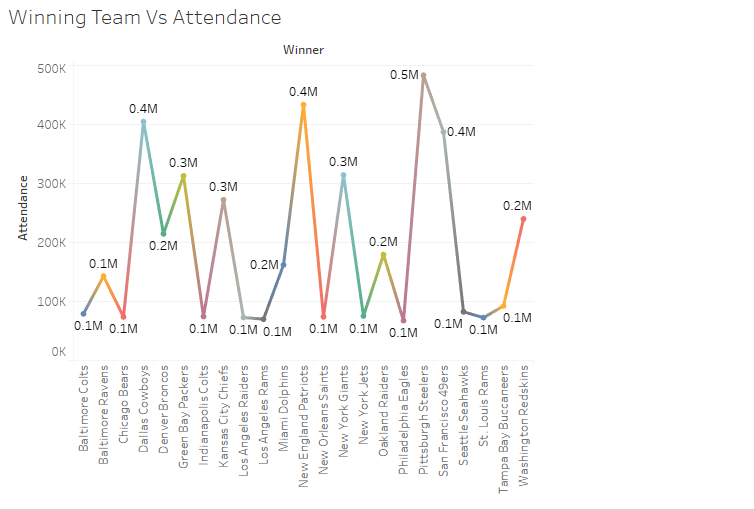 Winning Team Vs Attendance
Winner
Attendance
500K
400K
300K
200K
100K
0K
0.1M
0.1M
0.1M
0.4M
0.2M
0.3M
0.1M
0.3M
0.1M
0.1M
0.2M
0.4M
0.1M
0.3M
0.1M
0.2M
0.1M
0.5M
0.4M
0.1M
0.1M
0.1M
0.2M
Baltimore Colts
Baltimore Ravens
Chicago Bears
Dallas Cowboys
Denver Broncos
Green Bay Packers
Indianapolis Colts
Kansas City Chiefs
Los Angeles Raiders
Los Angeles Rams
Miami Dolphins
New England Patriots
New Orleans Saints
New York Giants
New York Jets
Oakland Raiders
Philadelphia Eagles
Pittsburgh Steelers
San Francisco 49ers
Seattle Seahawks
St. Louis Rams
Tampa Bay Buccaneers
Washington Redskins